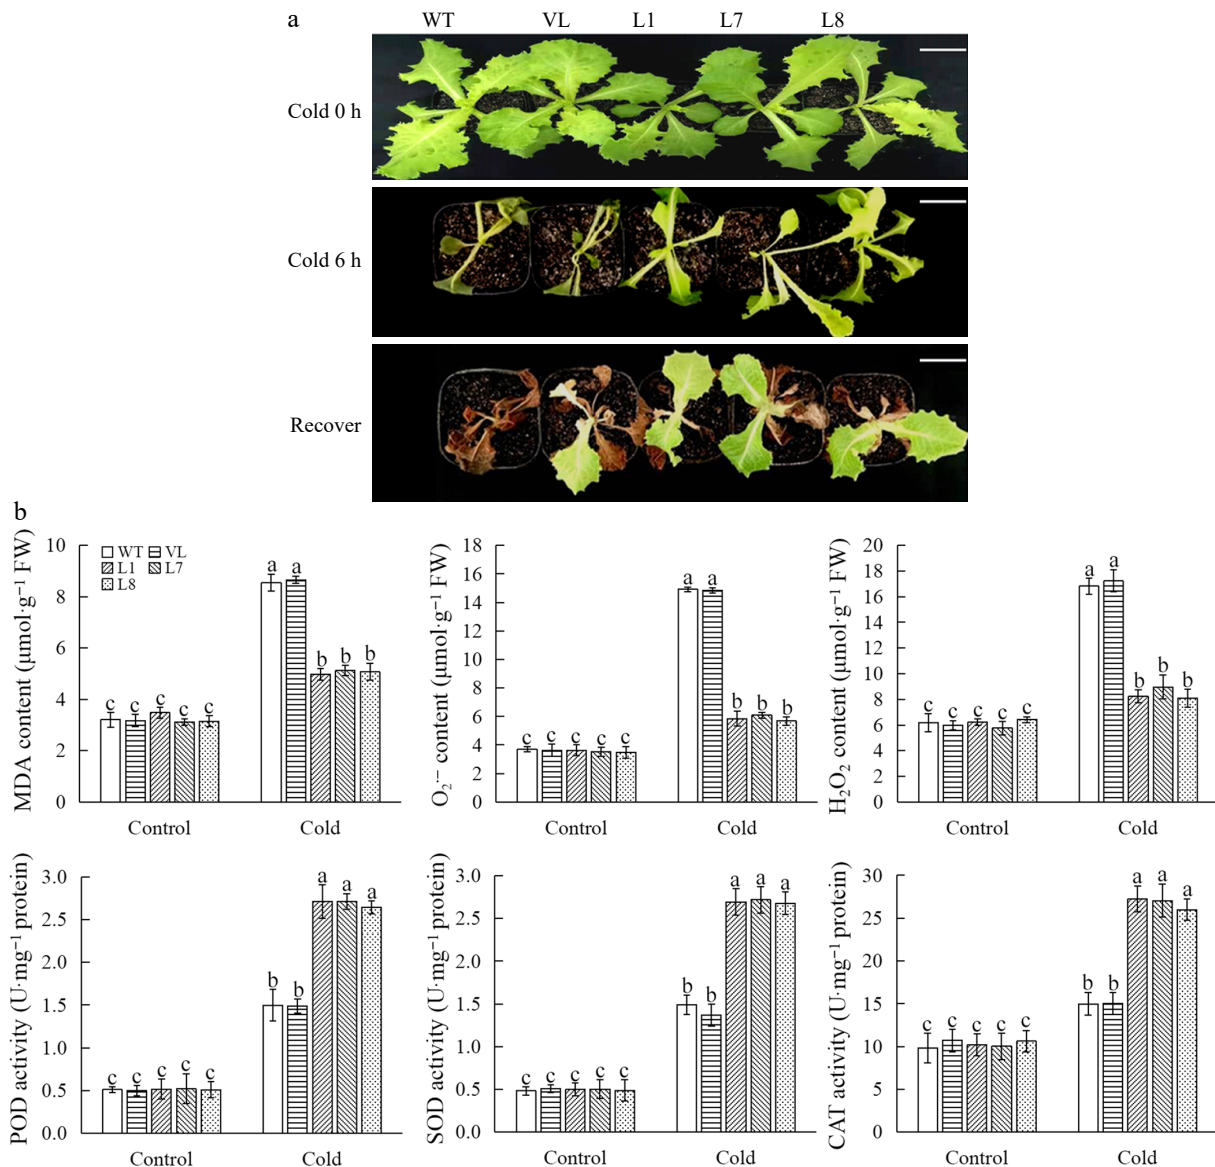 a
WT VL L1 L7 L8
Cold 0 h
Cold 6 h
Recover
b
MDA content (μmol·g⁻¹ FW)
10
8
6
4
2
0
WT VL
L1 L7
L8
c c c c c
a a b b b
Control Cold
O₂·⁻ content (μmol·g⁻¹ FW)
18
16
14
12
10
8
6
4
2
0
c c c c c
a a b b b
Control Cold
H₂O₂ content (μmol·g⁻¹ FW)
20
18
16
14
12
10
8
6
4
2
0
c c c c c
a a b b b
Control Cold
POD activity (U·mg⁻¹ protein)
3.0
2.5
2.0
1.5
1.0
0.5
0.0
c c c c c
b b a a a
Control Cold
SOD activity (U·mg⁻¹ protein)
3.0
2.5
2.0
1.5
1.0
0.5
0.0
c c c c c
b b a a a
Control Cold
CAT activity (U·mg⁻¹ protein)
30
25
20
15
10
5
0
c c c c c
b b a a a
Control Cold